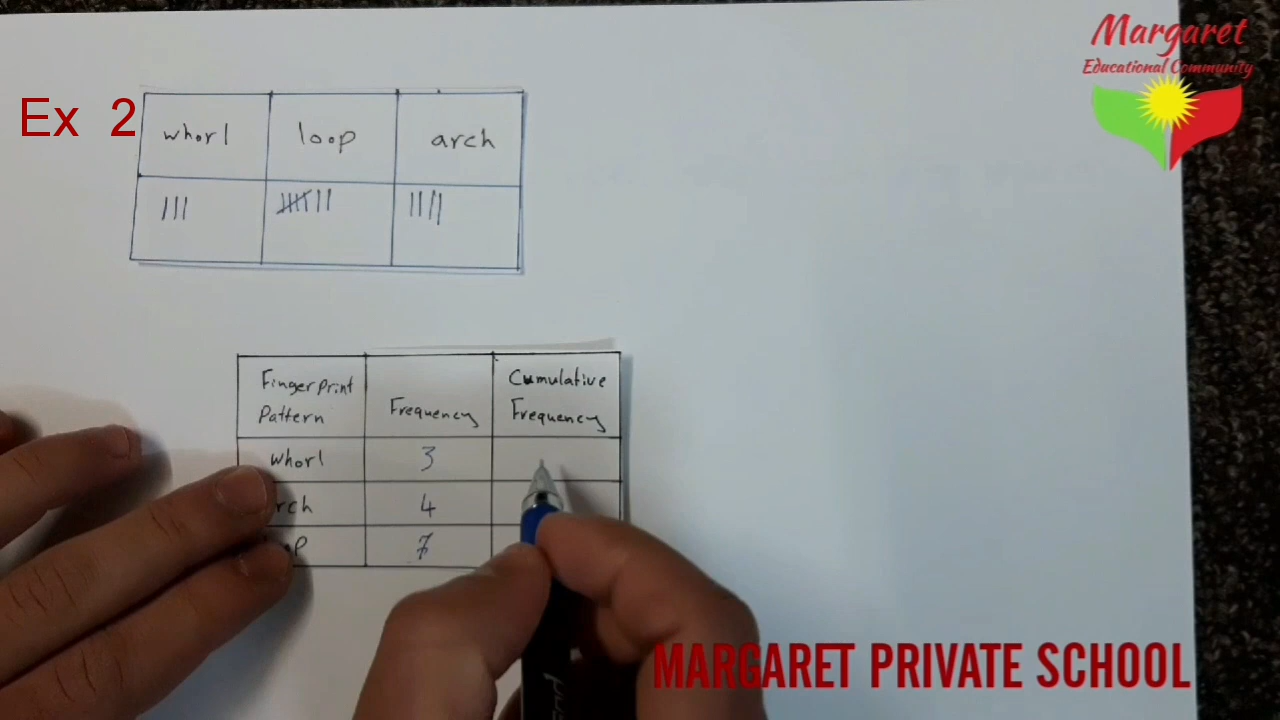 Margaret
Educational Community
Ex 2
whorl loop arch
Fingerprint Pattern Frequency Cumulative Frequency
whorl 3
4
7
MARGARET PRIVATE SCHOOL